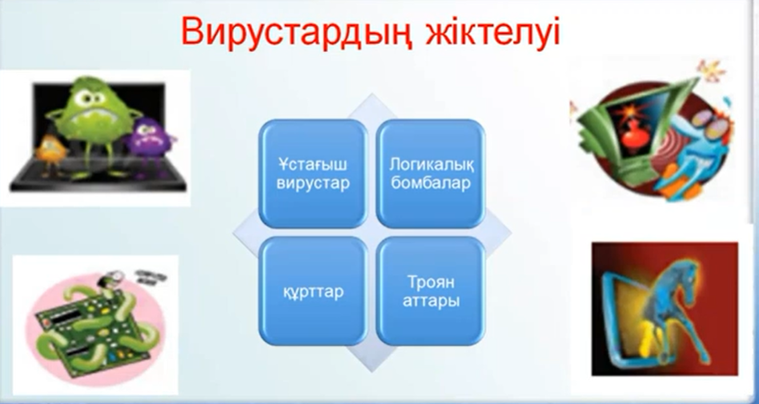 Вирустардың жіктелуі
Ұстағыш
вирустар
Логикалық
бомбалар
құрттар
Троян
аттары